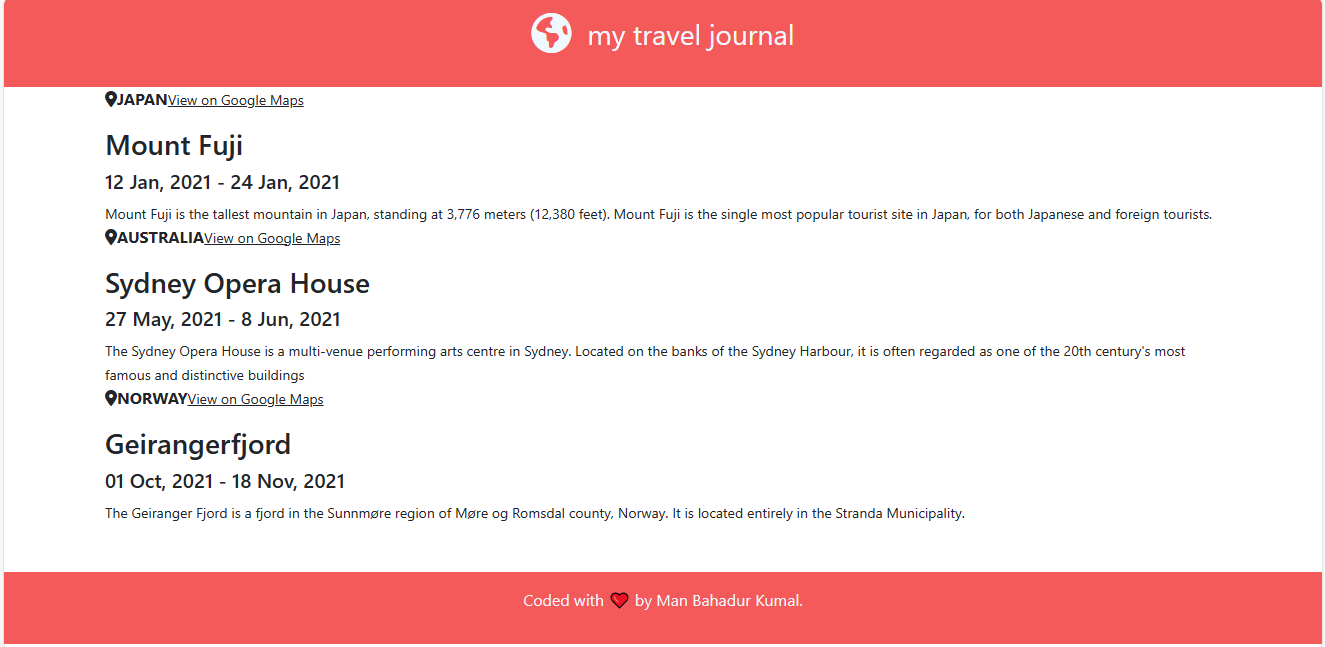 my travel journal
JAPANView on Google Maps
Mount Fuji
12 Jan, 2021 - 24 Jan, 2021
Mount Fuji is the tallest mountain in Japan, standing at 3,776 meters (12,380 feet). Mount Fuji is the single most popular tourist site in Japan, for both Japanese and foreign tourists.
AUSTRALIAView on Google Maps
Sydney Opera House
27 May, 2021 - 8 Jun, 2021
The Sydney Opera House is a multi-venue performing arts centre in Sydney. Located on the banks of the Sydney Harbour, it is often regarded as one of the 20th century's most
famous and distinctive buildings
NORWAYView on Google Maps
Geirangerfjord
01 Oct, 2021 - 18 Nov, 2021
The Geiranger Fjord is a fjord in the Sunnmøre region of Møre og Romsdal county, Norway. It is located entirely in the Stranda Municipality.
Coded with ❤️ by Man Bahadur Kumal.